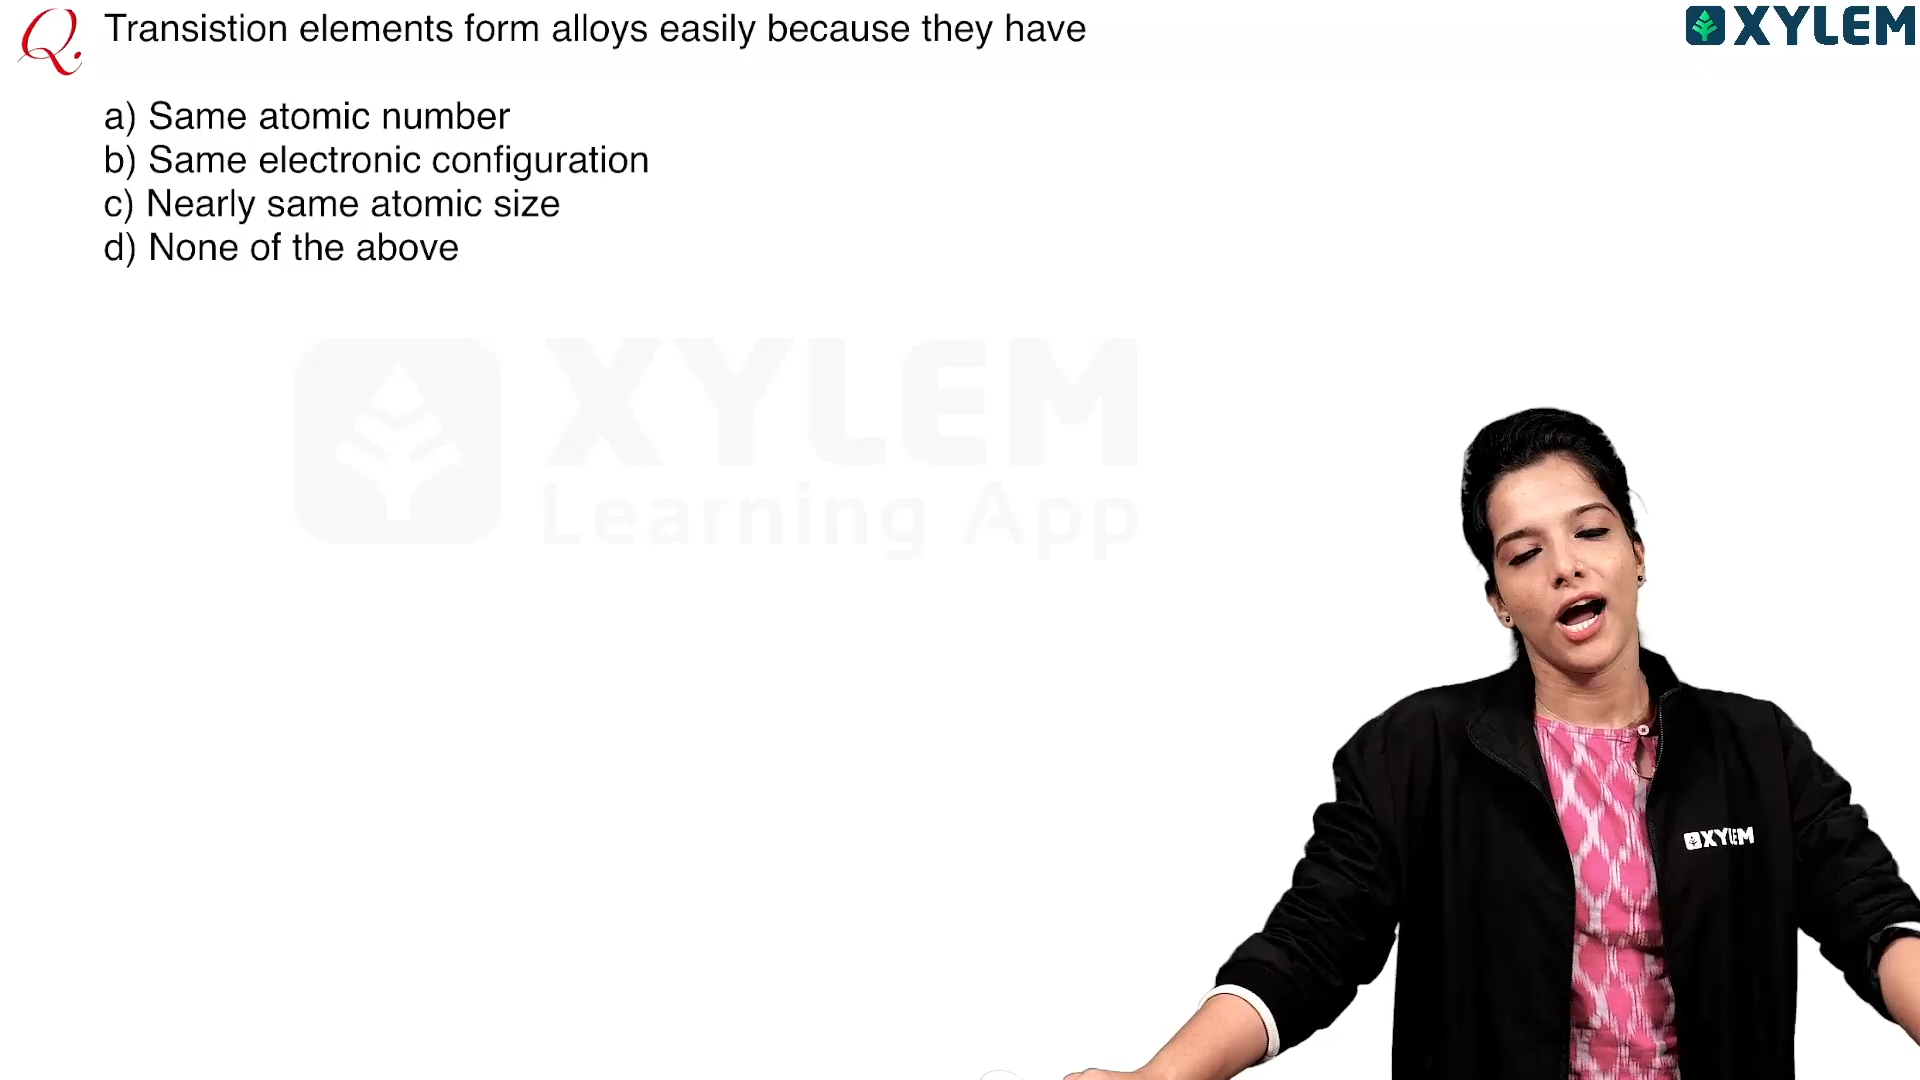 Q. Transistion elements form alloys easily because they have
XYLEM
a) Same atomic number
b) Same electronic configuration
c) Nearly same atomic size
d) None of the above
XYLEM
Learning App
XYLEM